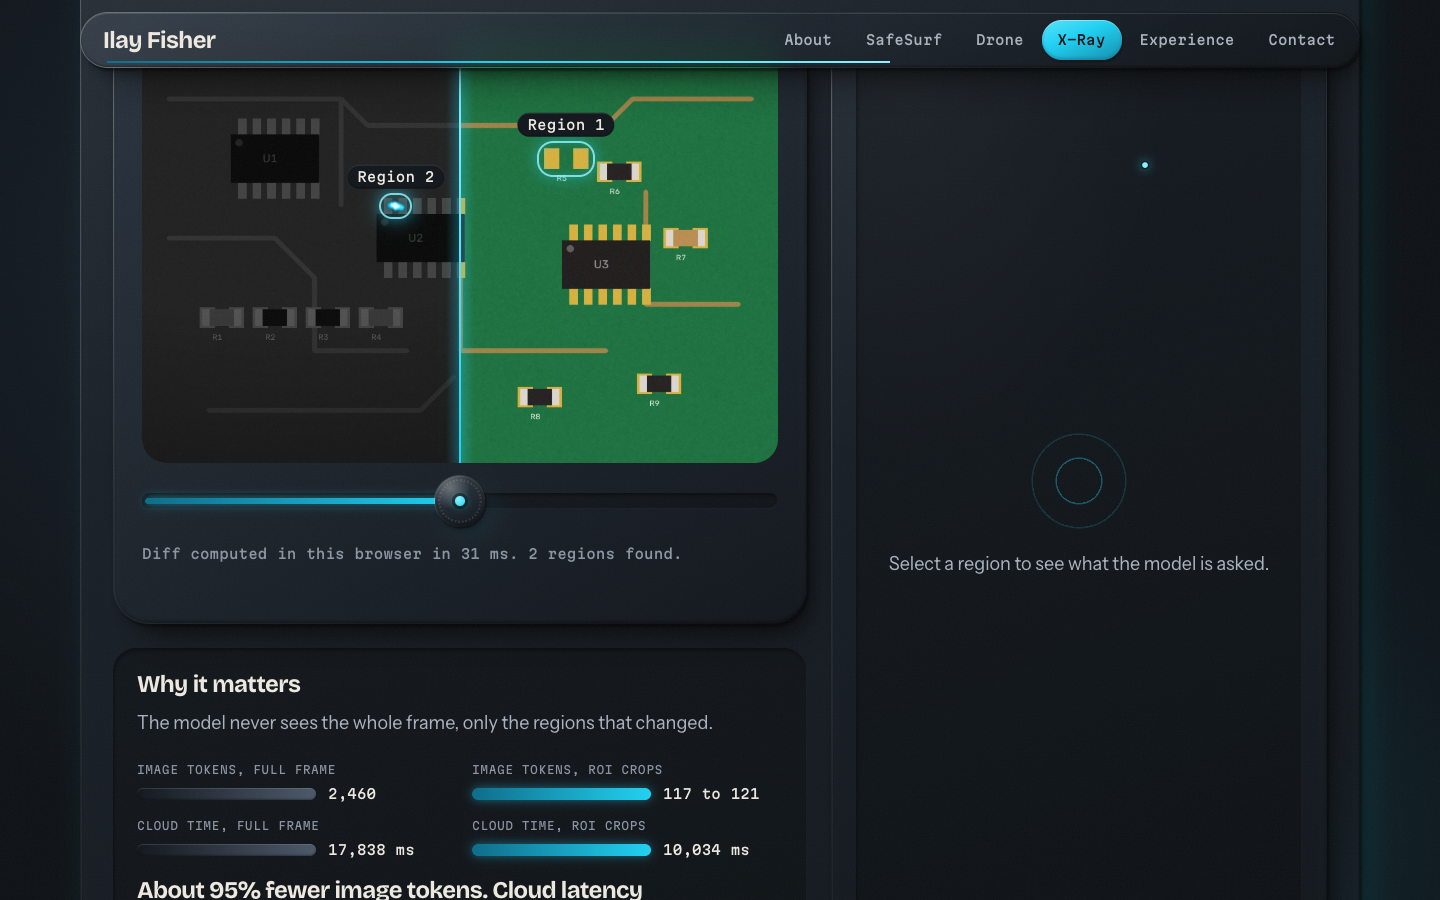 Ilay Fisher
About
SafeSurf
Drone
X-Ray
Experience
Contact
Region 1
U1
R5
R6
Region 2
U2
U3
R7
R1
R2
R3
R4
R9
R8
Diff computed in this browser in 31 ms. 2 regions found.
Select a region to see what the model is asked.
Why it matters
The model never sees the whole frame, only the regions that changed.
IMAGE TOKENS, FULL FRAME
2,460
IMAGE TOKENS, ROI CROPS
117 to 121
CLOUD TIME, FULL FRAME
17,838 ms
CLOUD TIME, ROI CROPS
10,034 ms
About 95% fewer image tokens. Cloud latency